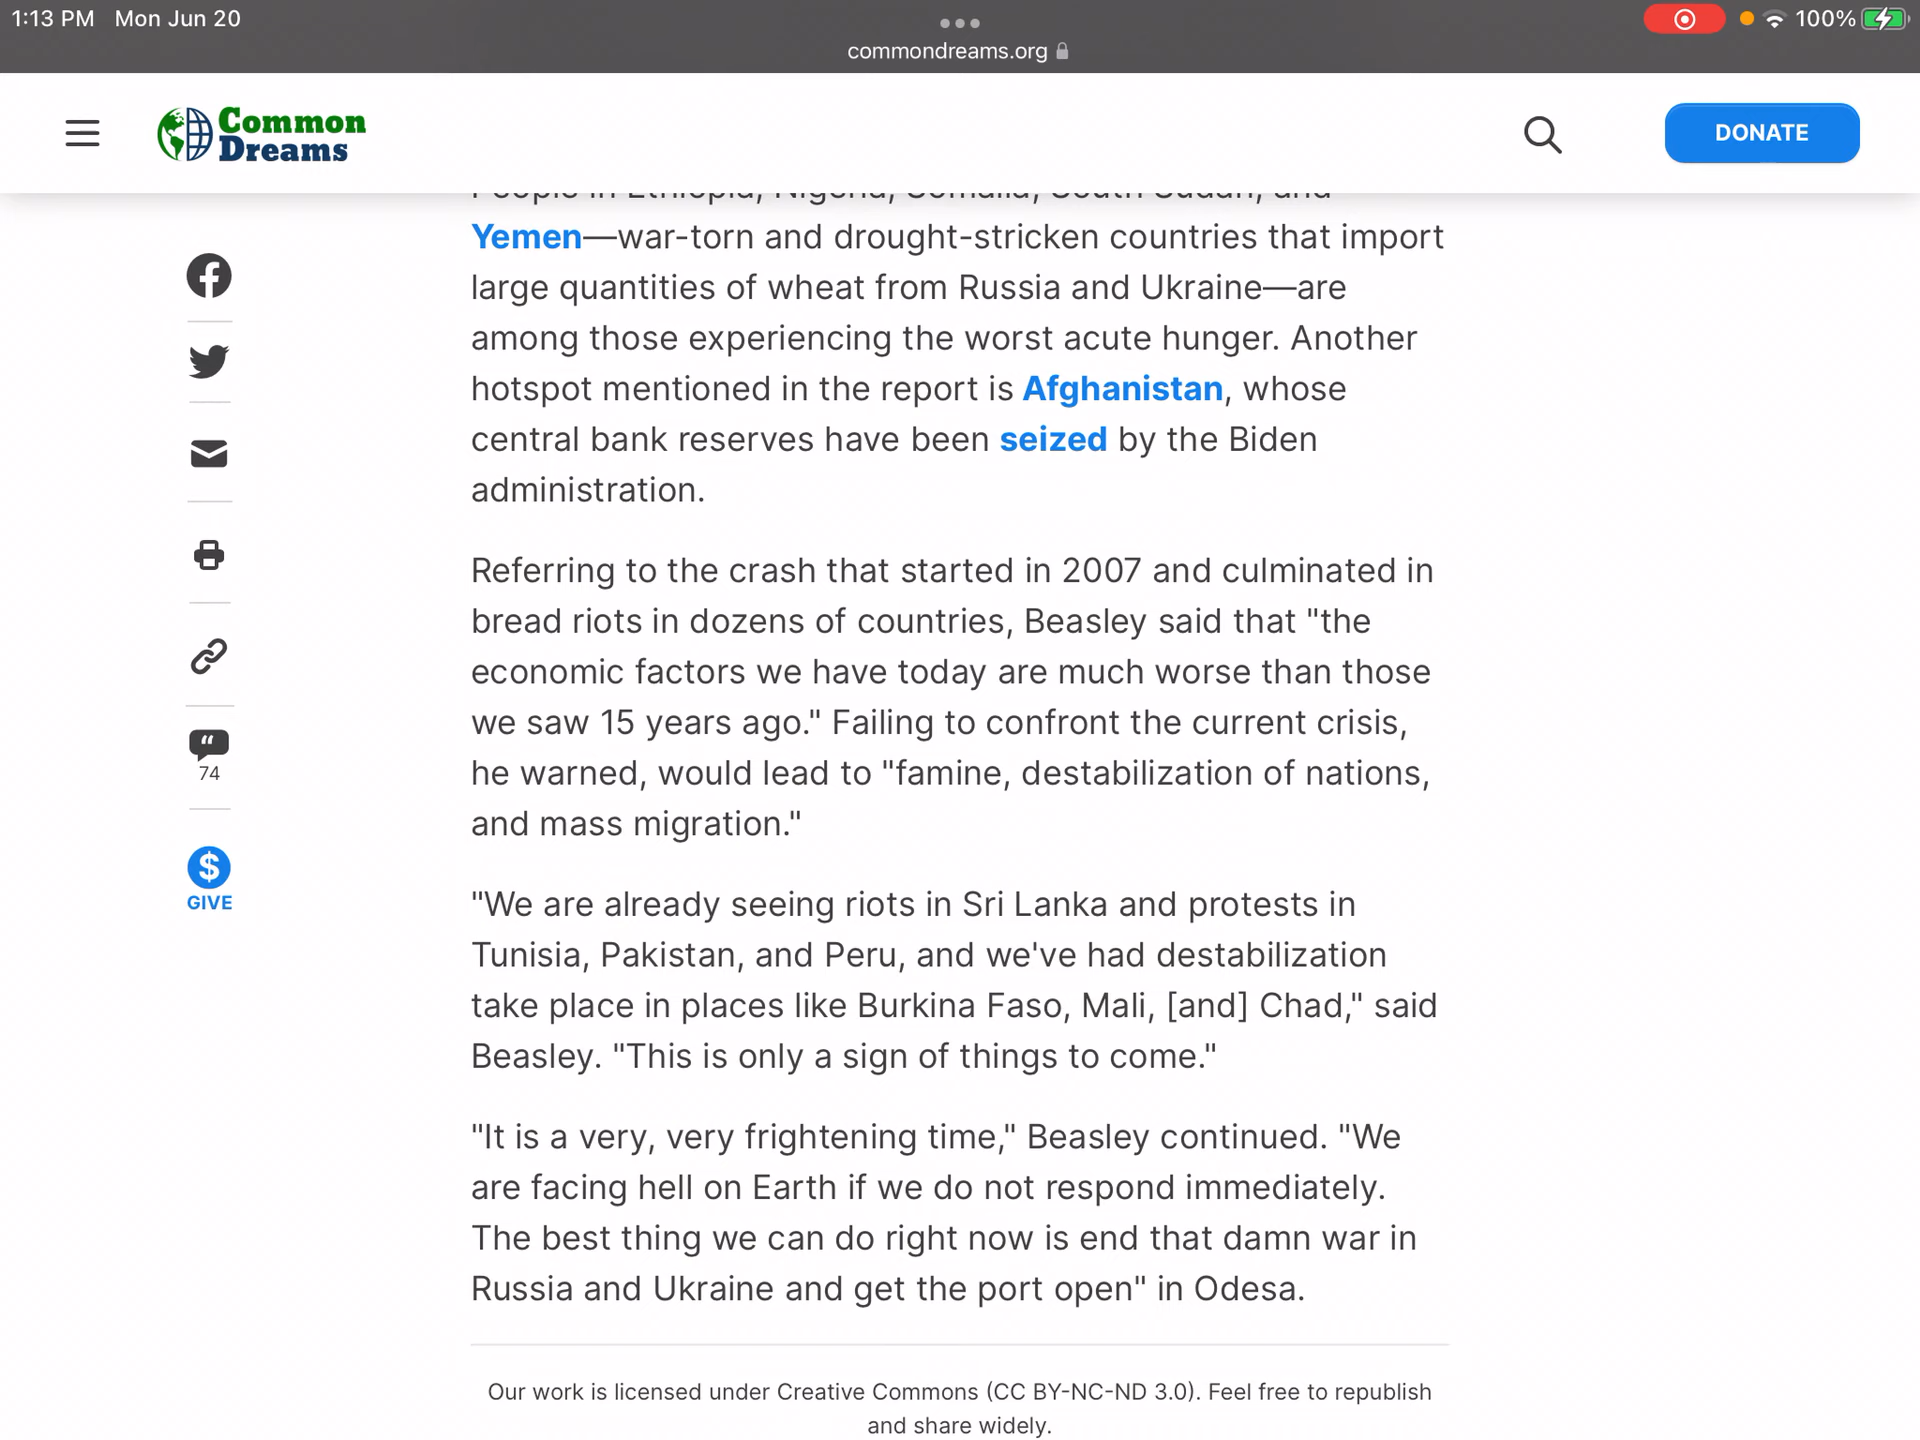 1:13 PM Mon Jun 20
100%
commondreams.org
Common
Dreams
DONATE
People in Ethiopia, Nigeria, Somalia, South Sudan, and
Yemen—war-torn and drought-stricken countries that import
large quantities of wheat from Russia and Ukraine—are
among those experiencing the worst acute hunger. Another
hotspot mentioned in the report is Afghanistan, whose
central bank reserves have been seized by the Biden
administration.
Referring to the crash that started in 2007 and culminated in
bread riots in dozens of countries, Beasley said that "the
economic factors we have today are much worse than those
we saw 15 years ago." Failing to confront the current crisis,
he warned, would lead to "famine, destabilization of nations,
and mass migration."
"We are already seeing riots in Sri Lanka and protests in
Tunisia, Pakistan, and Peru, and we've had destabilization
take place in places like Burkina Faso, Mali, [and] Chad," said
Beasley. "This is only a sign of things to come."
"It is a very, very frightening time," Beasley continued. "We
are facing hell on Earth if we do not respond immediately.
The best thing we can do right now is end that damn war in
Russia and Ukraine and get the port open" in Odesa.
74
$
GIVE
Our work is licensed under Creative Commons (CC BY-NC-ND 3.0). Feel free to republish
and share widely.